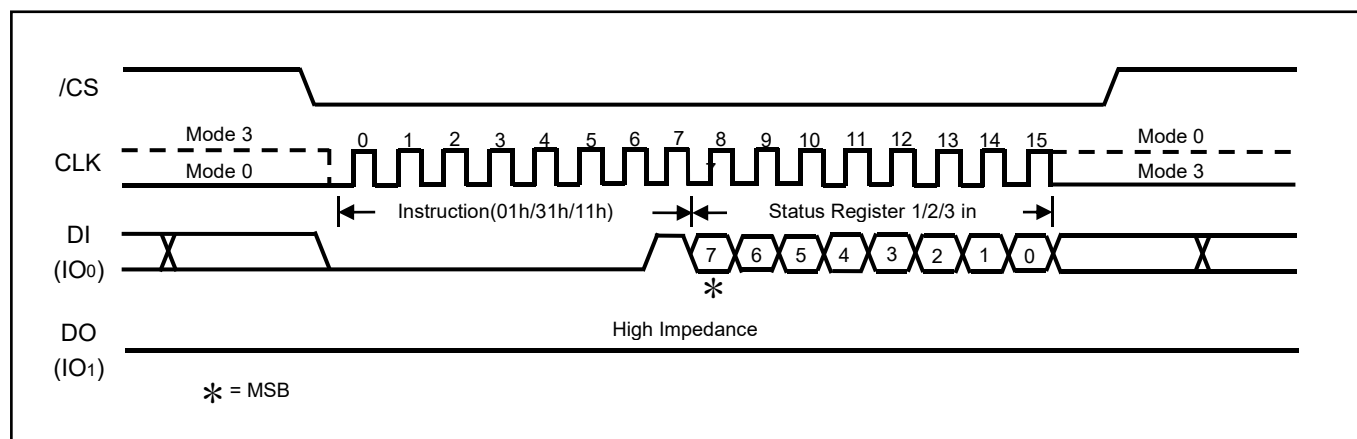 /CS
Mode 3
0 1 2 3 4 5 6 7 8 9 10 11 12 13 14 15
Mode 0
CLK
7
Mode 0
Mode 3
Instruction(01h/31h/11h)
Status Register 1/2/3 in
DI
(IO0)
7 6 5 4 3 2 1 0
*
DO
High Impedance
(IO1)
* = MSB